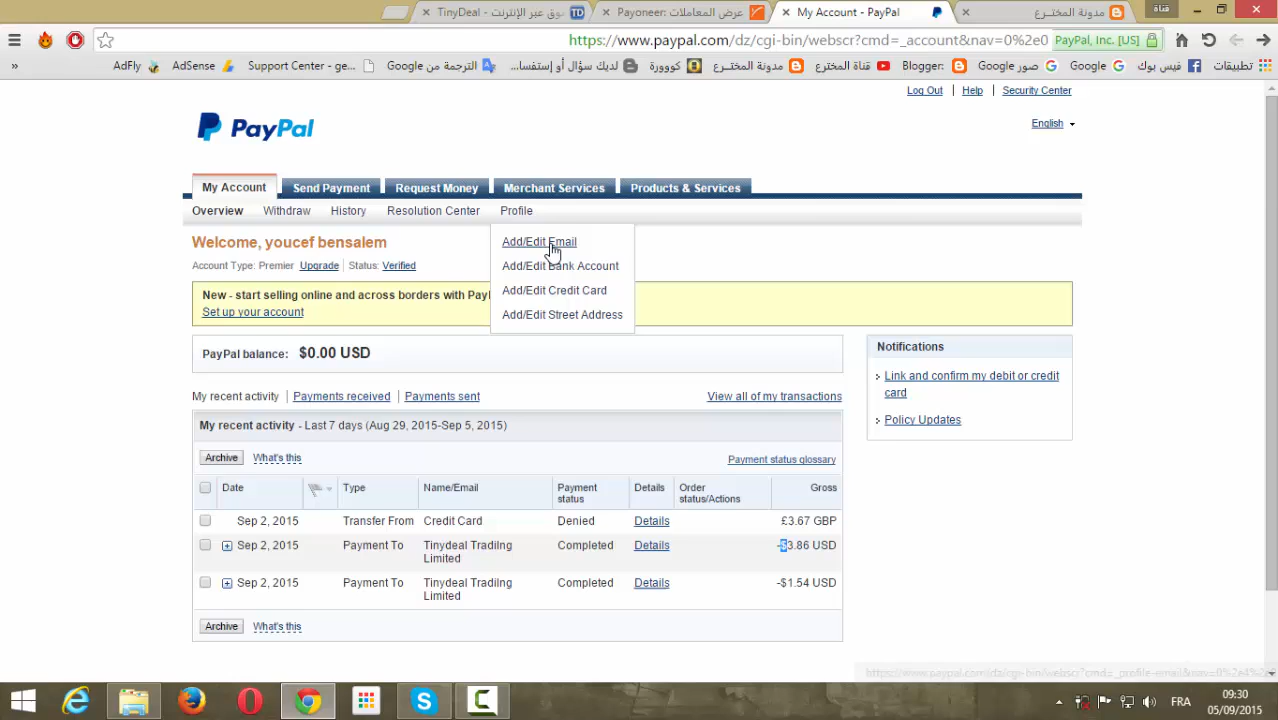 TinyDeal - سوق عبر الإنترنت
Payoneer: عرض المعاملات
My Account - PayPal
مدونة المخترع
قناة
https://www.paypal.com/dz/cgi-bin/webscr?cmd=_account&nav=0%2e0
PayPal, Inc. [US]
»
AdFly
AdSense
Support Center - ge...
الترجمة من Google
لديك سؤال أو إستفسا...
كووورة
مدونة المختـرع
قناة المخترع
Blogger:
صور Google
Google
فيس بوك
تطبيقات
Log Out | Help | Security Center
PayPal
English
My Account
Send Payment
Request Money
Merchant Services
Products & Services
Overview
Withdraw
History
Resolution Center
Profile
Add/Edit Email
Add/Edit Bank Account
Add/Edit Credit Card
Add/Edit Street Address
Welcome, youcef bensalem
Account Type: Premier Upgrade | Status: Verified
New - start selling online and across borders with PayP
Set up your account
PayPal balance: $0.00 USD
Notifications
Link and confirm my debit or credit
card
Policy Updates
My recent activity | Payments received | Payments sent
View all of my transactions
My recent activity - Last 7 days (Aug 29, 2015-Sep 5, 2015)
Archive What's this
Payment status glossary
Date Type Name/Email Payment status Details Order status/Actions Gross
Sep 2, 2015 Transfer From Credit Card Denied Details £3.67 GBP
Sep 2, 2015 Payment To Tinydeal Tradilng Limited Completed Details -$3.86 USD
Sep 2, 2015 Payment To Tinydeal Tradilng Limited Completed Details -$1.54 USD
Archive What's this
FR
09:30
05/09/2015